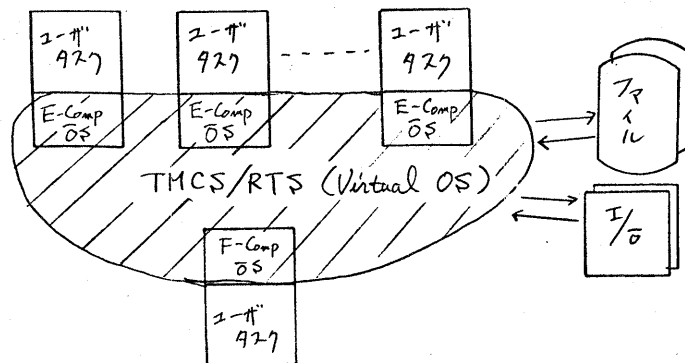 ユーザ
タスク
ユーザ
タスク
ユーザ
タスク
E-Comp
OS
E-Comp
OS
E-Comp
OS
ファイル
TMCS/RTS (Virtual OS)
I/O
F-Comp
OS
ユーザ
タスク